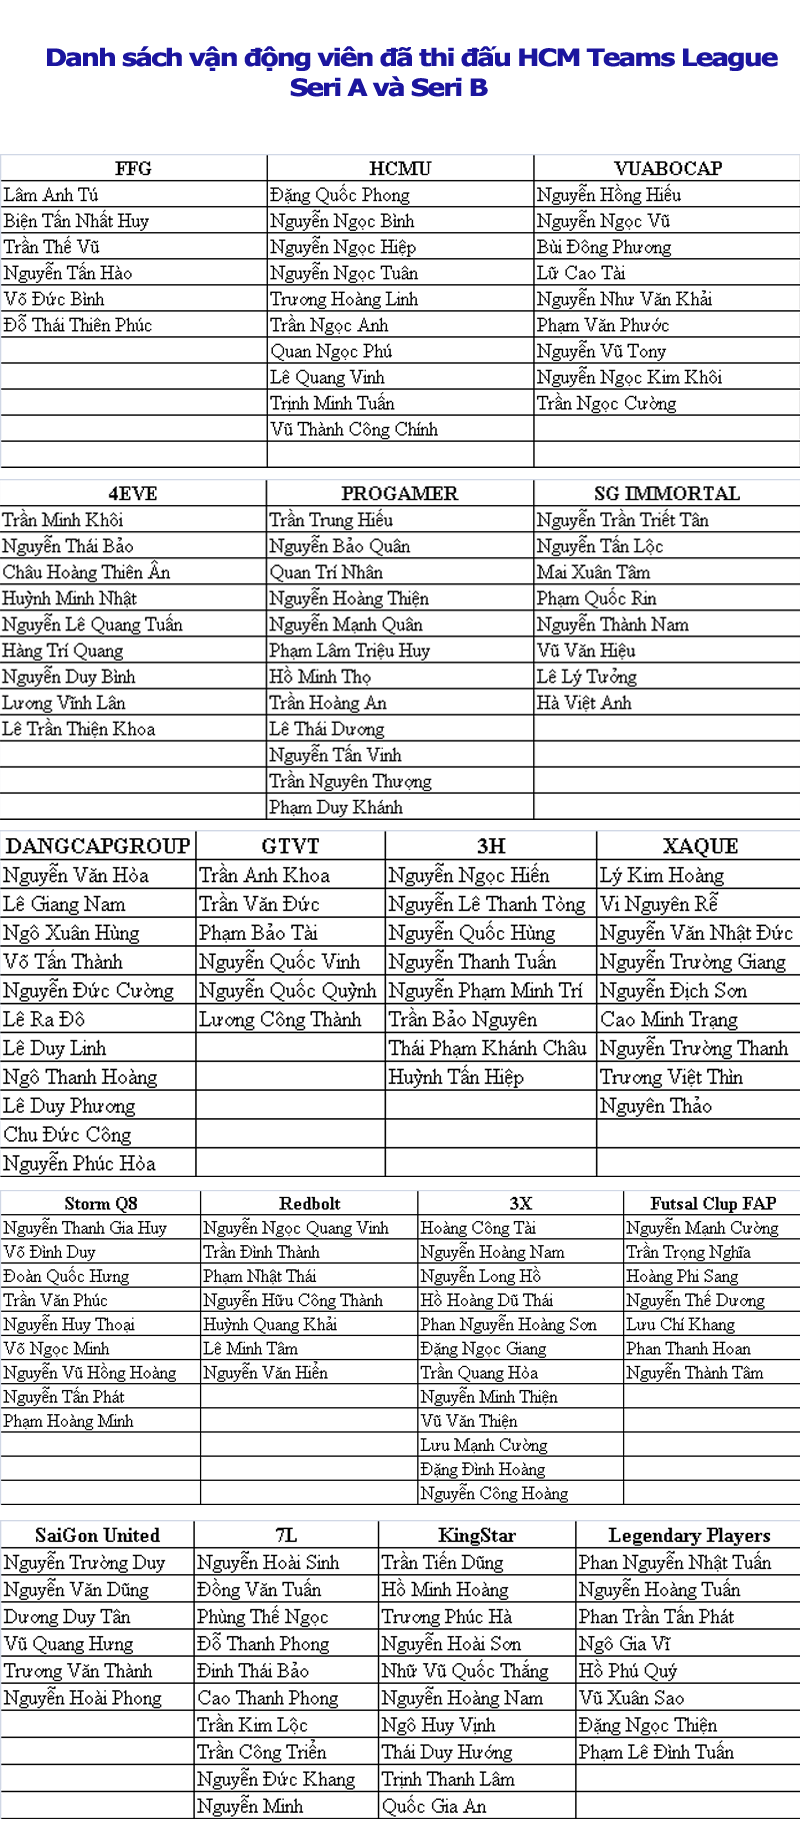 Danh sách vận động viên đã thi đấu HCM Teams League
Seri A và Seri B
FFG HCMU VUABOCAP
Lâm Anh Tú Đặng Quốc Phong Nguyễn Hồng Hiếu
Biện Tấn Nhất Huy Nguyễn Ngọc Bình Nguyễn Ngọc Vũ
Trần Thế Vũ Nguyễn Ngọc Hiệp Bùi Đông Phương
Nguyễn Tấn Hào Nguyễn Ngọc Tuân Lữ Cao Tài
Võ Đức Bình Trương Hoàng Linh Nguyễn Như Văn Khải
Đỗ Thái Thiên Phúc Trần Ngọc Anh Phạm Văn Phước
Quan Ngọc Phú Nguyễn Vũ Tony
Lê Quang Vinh Nguyễn Ngọc Kim Khôi
Trịnh Minh Tuấn Trần Ngọc Cường
Vũ Thành Công Chính
4EVE PROGAMER SG IMMORTAL
Trần Minh Khôi Trần Trung Hiếu Nguyễn Trần Triết Tân
Nguyễn Thái Bảo Nguyễn Bảo Quân Nguyễn Tấn Lộc
Châu Hoàng Thiên Ân Quan Trí Nhân Mai Xuân Tâm
Huỳnh Minh Nhật Nguyễn Hoàng Thiện Phạm Quốc Rin
Nguyễn Lê Quang Tuấn Nguyễn Mạnh Quân Nguyễn Thành Nam
Hàng Trí Quang Phạm Lâm Triệu Huy Vũ Văn Hiệu
Nguyễn Duy Bình Hồ Minh Thọ Lê Lý Tưởng
Lương Vĩnh Lân Trần Hoàng An Hà Việt Anh
Lê Trần Thiện Khoa Lê Thái Dương
Nguyễn Tấn Vinh
Trần Nguyên Thượng
Phạm Duy Khánh
DANGCAPGROUP GTVT 3H XAQUE
Nguyễn Văn Hòa Trần Anh Khoa Nguyễn Ngọc Hiến Lý Kim Hoàng
Lê Giang Nam Trần Văn Đức Nguyễn Lê Thanh Tòng Vi Nguyên Rễ
Ngô Xuân Hùng Phạm Bảo Tài Nguyễn Quốc Hùng Nguyễn Văn Nhật Đức
Võ Tấn Thành Nguyễn Quốc Vinh Nguyễn Thanh Tuấn Nguyễn Trường Giang
Nguyễn Đức Cường Nguyễn Quốc Quỳnh Nguyễn Phạm Minh Trí Nguyễn Địch Sơn
Lê Ra Đô Lương Công Thành Trần Bảo Nguyên Cao Minh Trạng
Lê Duy Linh Thái Phạm Khánh Châu Nguyễn Trường Thanh
Ngô Thanh Hoàng Huỳnh Tấn Hiệp Trương Việt Thìn
Lê Duy Phương Nguyên Thảo
Chu Đức Công
Nguyễn Phúc Hòa
Storm Q8 Redbolt 3X Futsal Clup FAP
Nguyễn Thanh Gia Huy Nguyễn Ngọc Quang Vinh Hoàng Công Tài Nguyễn Mạnh Cường
Võ Đình Duy Trần Đình Thành Nguyễn Hoàng Nam Trần Trọng Nghĩa
Đoàn Quốc Hưng Phạm Nhật Thái Nguyễn Long Hồ Hoàng Phi Sang
Trần Văn Phúc Nguyễn Hữu Công Thành Hồ Hoàng Dũ Thái Nguyễn Thế Dương
Nguyễn Huy Thoại Huỳnh Quang Khải Phan Nguyễn Hoàng Sơn Lưu Chí Khang
Võ Ngọc Minh Lê Minh Tâm Đặng Ngọc Giang Phan Thanh Hoan
Nguyễn Vũ Hồng Hoàng Nguyễn Văn Hiển Trần Quang Hòa Nguyễn Thành Tâm
Nguyễn Tấn Phát Nguyễn Minh Thiện
Phạm Hoàng Minh Vũ Văn Thiện
Lưu Mạnh Cường
Đặng Đình Hoàng
Nguyễn Công Hoàng
SaiGon United 7L KingStar Legendary Players
Nguyễn Trường Duy Nguyễn Hoài Sinh Trần Tiến Dũng Phan Nguyễn Nhật Tuấn
Nguyễn Văn Dũng Đồng Văn Tuấn Hồ Minh Hoàng Nguyễn Hoàng Tuấn
Dương Duy Tân Phùng Thế Ngọc Trương Phúc Hà Phan Trần Tấn Phát
Vũ Quang Hưng Đỗ Thanh Phong Nguyễn Hoài Sơn Ngô Gia Vĩ
Trương Văn Thành Đinh Thái Bảo Nhữ Vũ Quốc Thắng Hồ Phú Quý
Nguyễn Hoài Phong Cao Thanh Phong Nguyễn Hoàng Nam Vũ Xuân Sao
Trần Kim Lộc Ngô Huy Vịnh Đặng Ngọc Thiện
Trần Công Triển Thái Duy Hướng Phạm Lê Đình Tuấn
Nguyễn Đức Khang Trịnh Thanh Lâm
Nguyễn Minh Quốc Gia An